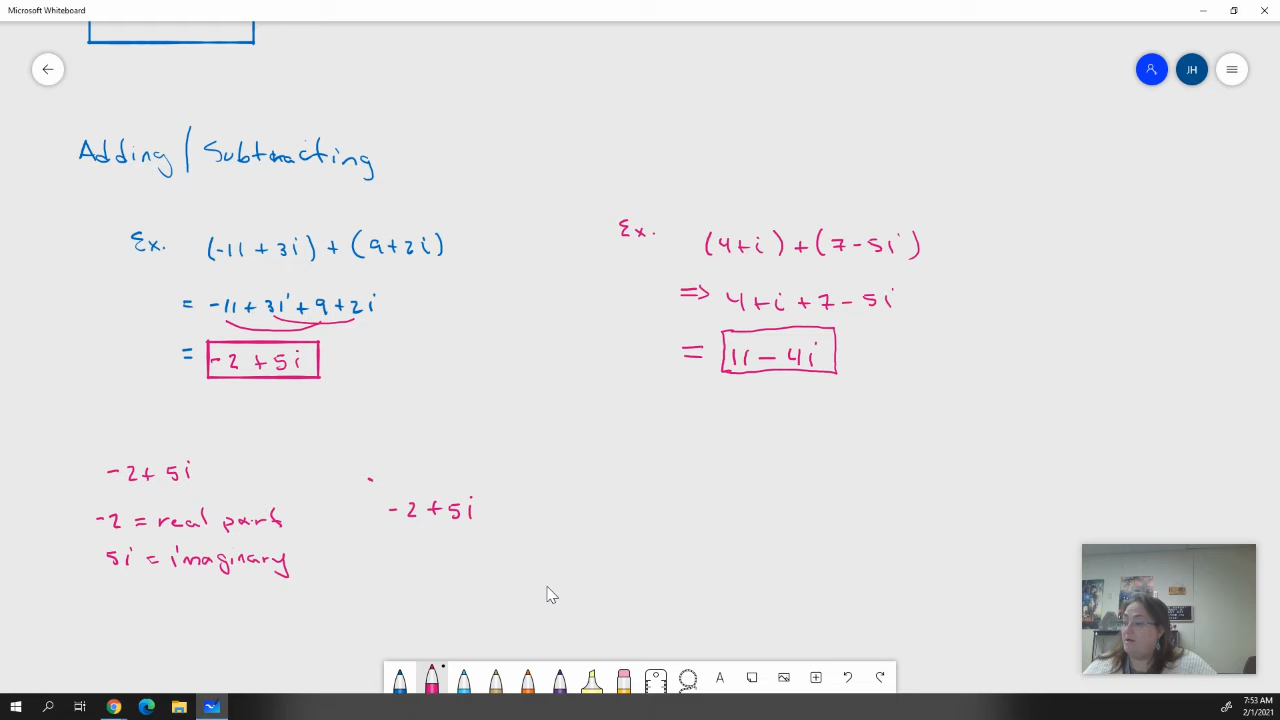 Microsoft Whiteboard
JH
Adding/Subtracting
Ex. (-11 + 3i) + (9+2i)
= -11 + 3i + 9 + 2i
= -2 + 5i
Ex. (4+i) + (7-5i)
=> 4+i + 7 - 5i
= 11 - 4i
-2 + 5i
-2 = real part
5i = imaginary
-2 + 5i
A
7:53 AM
2/1/2021